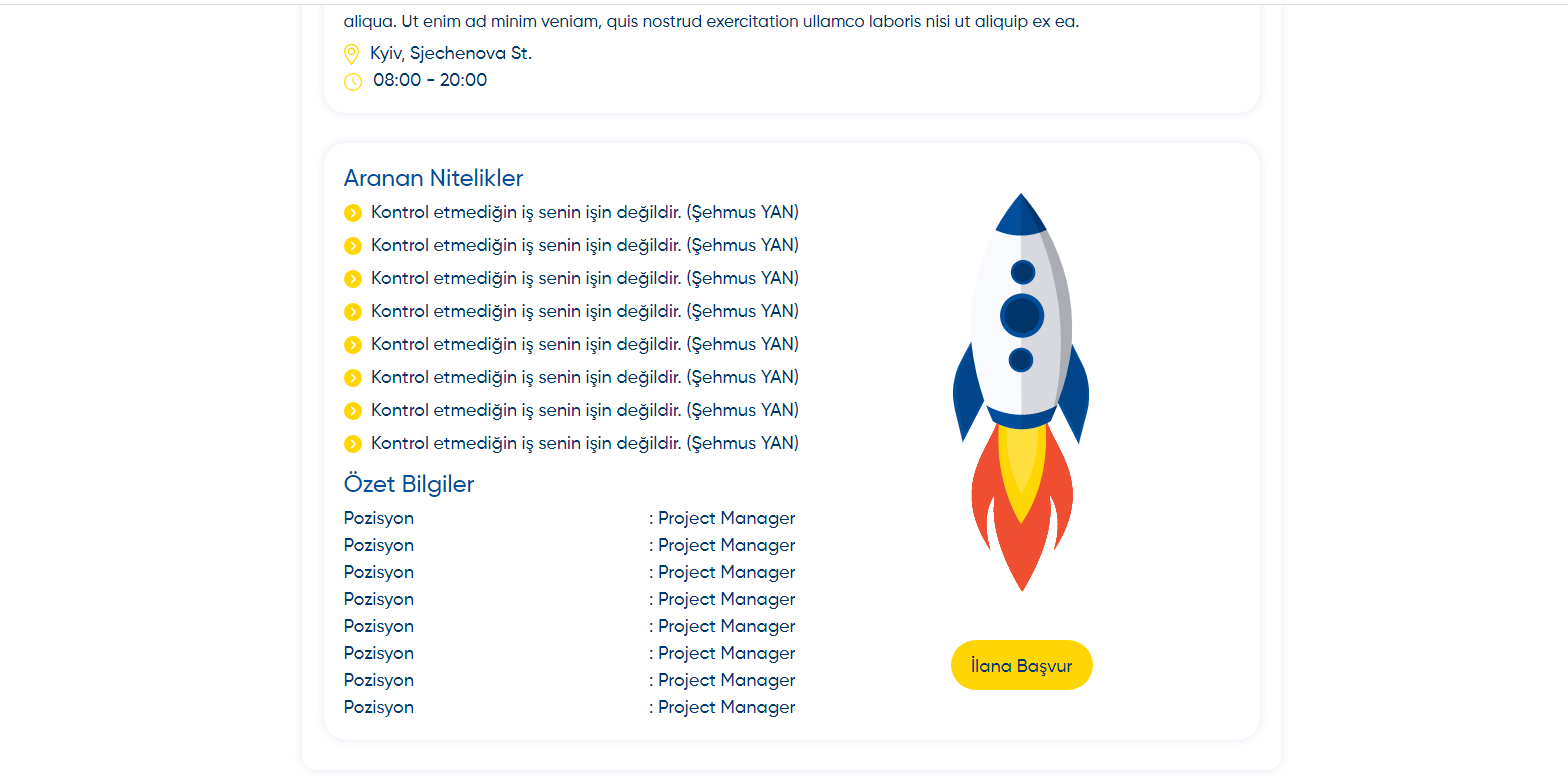 aliqua. Ut enim ad minim veniam, quis nostrud exercitation ullamco laboris nisi ut aliquip ex ea.
Kyiv, Sjechenova St.
08:00 - 20:00
Aranan Nitelikler
Kontrol etmediğin iş senin işin değildir. (Şehmus YAN)
Kontrol etmediğin iş senin işin değildir. (Şehmus YAN)
Kontrol etmediğin iş senin işin değildir. (Şehmus YAN)
Kontrol etmediğin iş senin işin değildir. (Şehmus YAN)
Kontrol etmediğin iş senin işin değildir. (Şehmus YAN)
Kontrol etmediğin iş senin işin değildir. (Şehmus YAN)
Kontrol etmediğin iş senin işin değildir. (Şehmus YAN)
Kontrol etmediğin iş senin işin değildir. (Şehmus YAN)
Özet Bilgiler
Pozisyon : Project Manager
Pozisyon : Project Manager
Pozisyon : Project Manager
Pozisyon : Project Manager
Pozisyon : Project Manager
Pozisyon : Project Manager
Pozisyon : Project Manager
Pozisyon : Project Manager
İlana Başvur